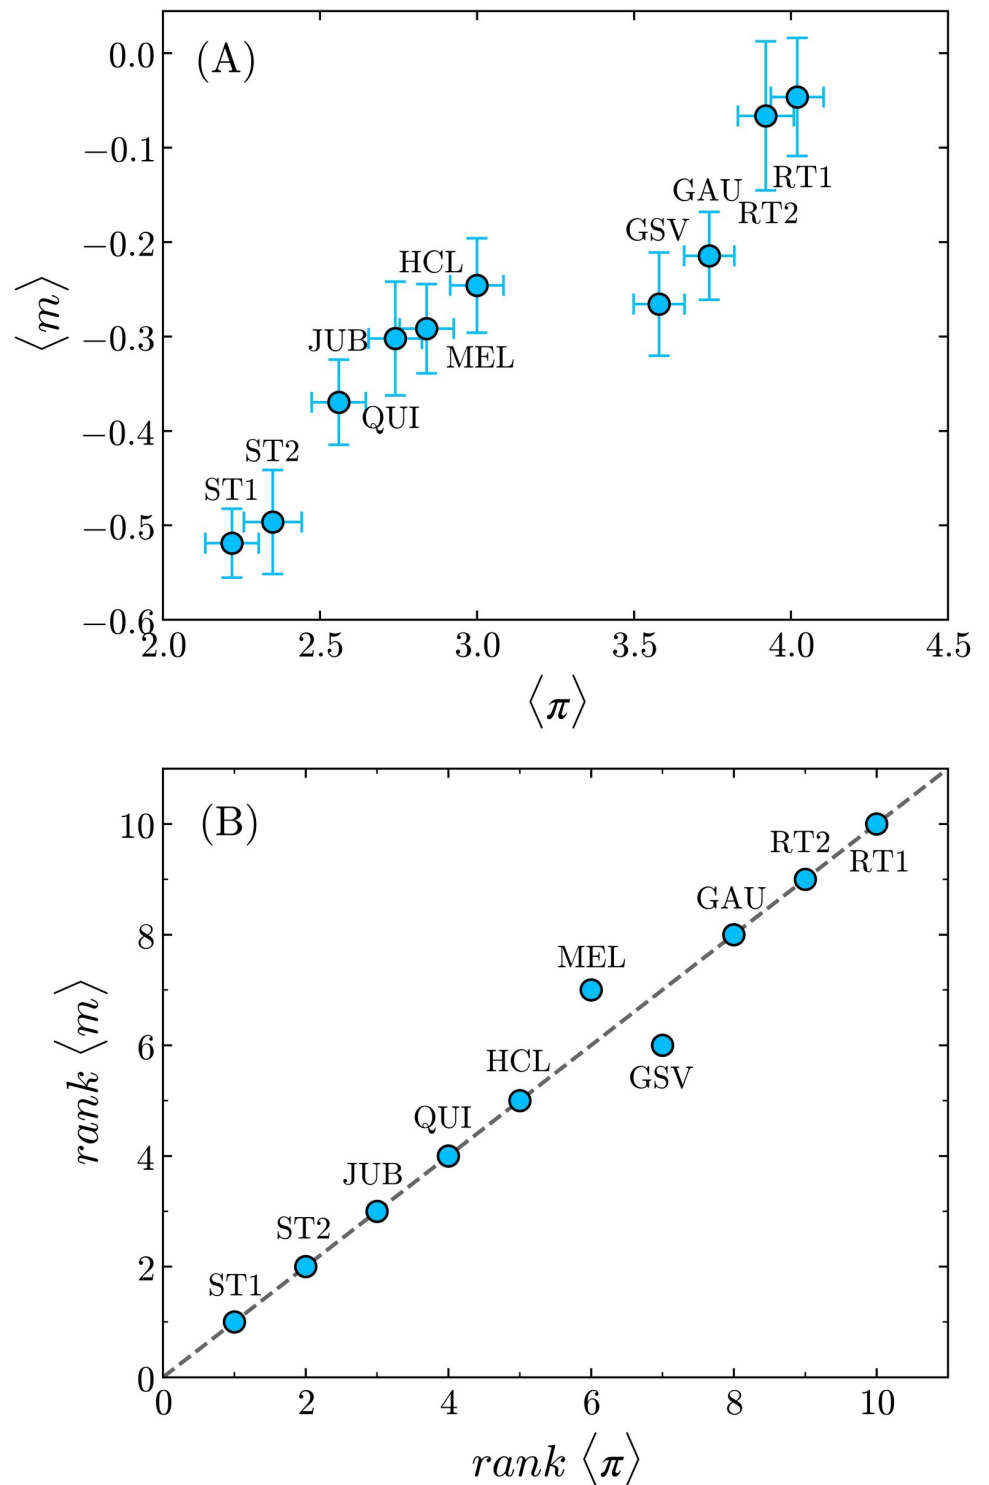 (A)
0.0
−0.1
−0.2
−0.3
−0.4
−0.5
−0.6
⟨m⟩
RT1
RT2
GAU
GSV
HCL
MEL
JUB
QUI
ST2
ST1
2.0 2.5 3.0 3.5 4.0 4.5
⟨π⟩
(B)
10
8
6
4
2
0
rank ⟨m⟩
RT2
RT1
GAU
MEL
GSV
HCL
QUI
JUB
ST2
ST1
0 2 4 6 8 10
rank ⟨π⟩